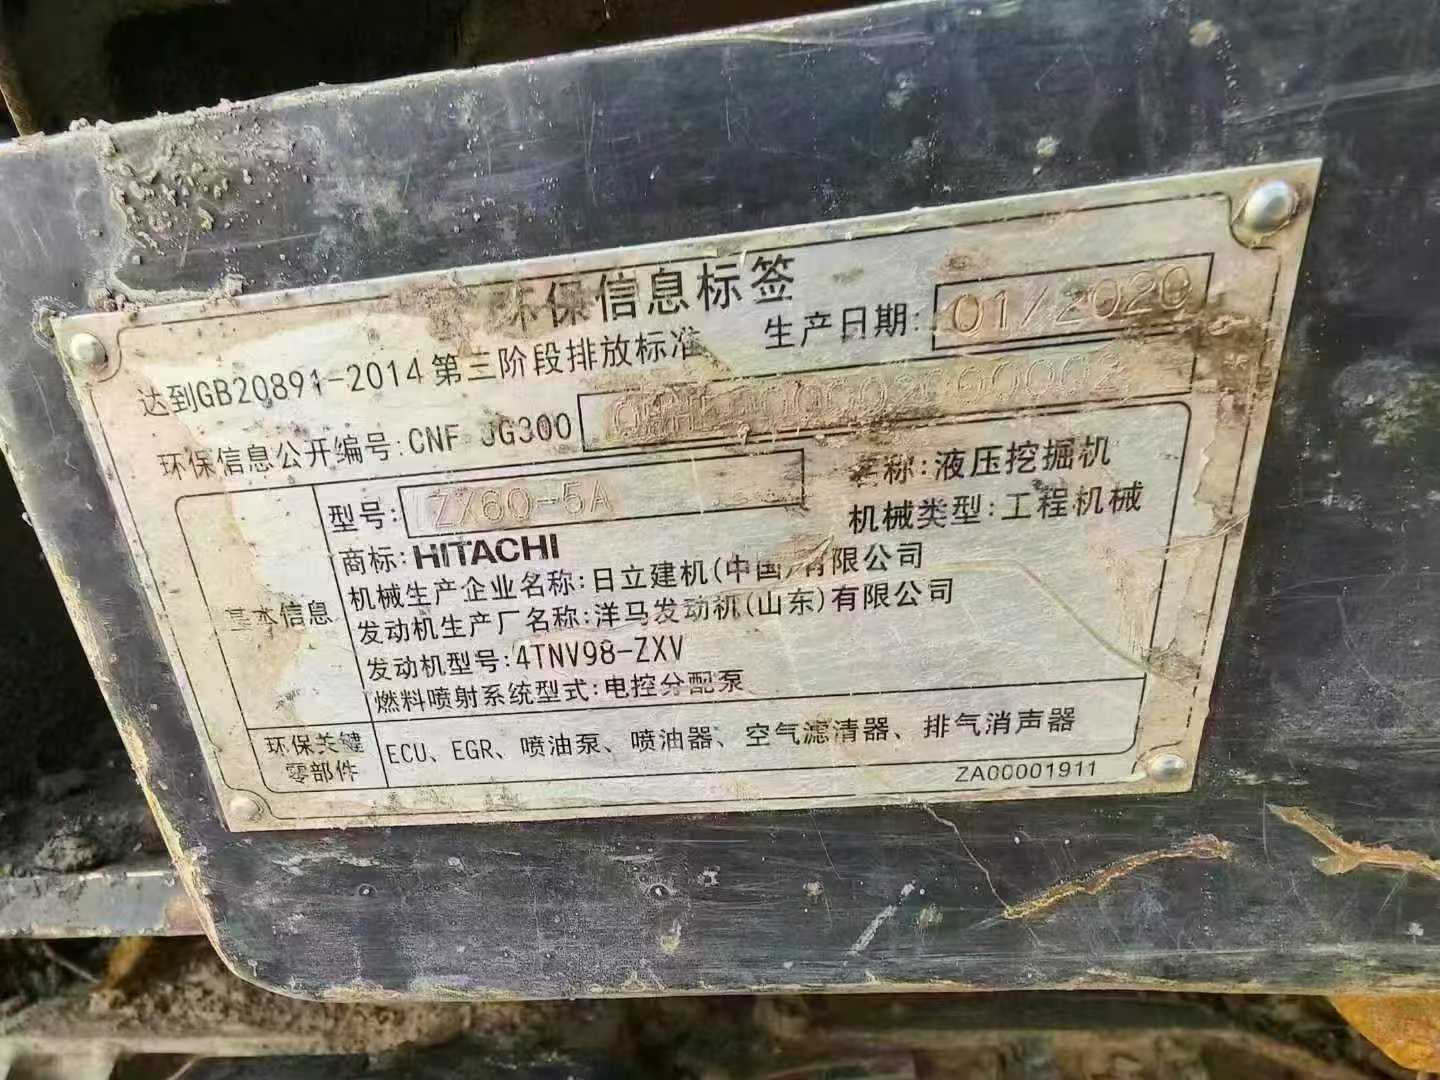 环保信息标签
达到GB20891-2014第三阶段排放标准 生产日期: 01/2020
环保信息公开编号: CNF JG300
型号: ZX60-5A 名称: 液压挖掘机
商标: HITACHI 机械类型: 工程机械
机械生产企业名称: 日立建机(中国)有限公司
基本信息 发动机生产厂名称: 洋马发动机(山东)有限公司
发动机型号: 4TNV98-ZXV
燃料喷射系统型式: 电控分配泵
环保关键零部件 ECU、EGR、喷油泵、喷油器、空气滤清器、排气消声器
ZA00001911